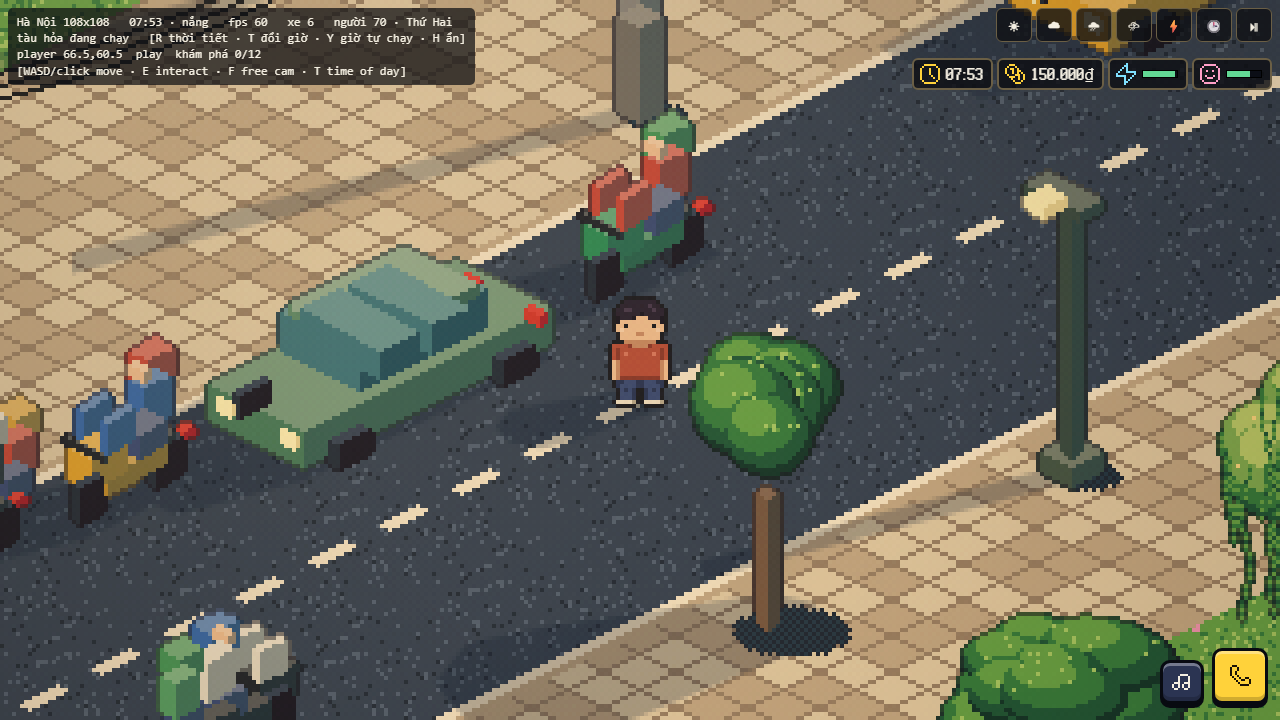 Hà Nội 108x108   07:53 · nắng   fps 60   xe 6   người 70 · Thứ Hai
tàu hỏa đang chạy   [R thời tiết · T đổi giờ · Y giờ tự chạy · H ẩn]
player 66.5,60.5  play  khám phá 0/12
[WASD/click move · E interact · F free cam · T time of day]
07:53
150.000₫